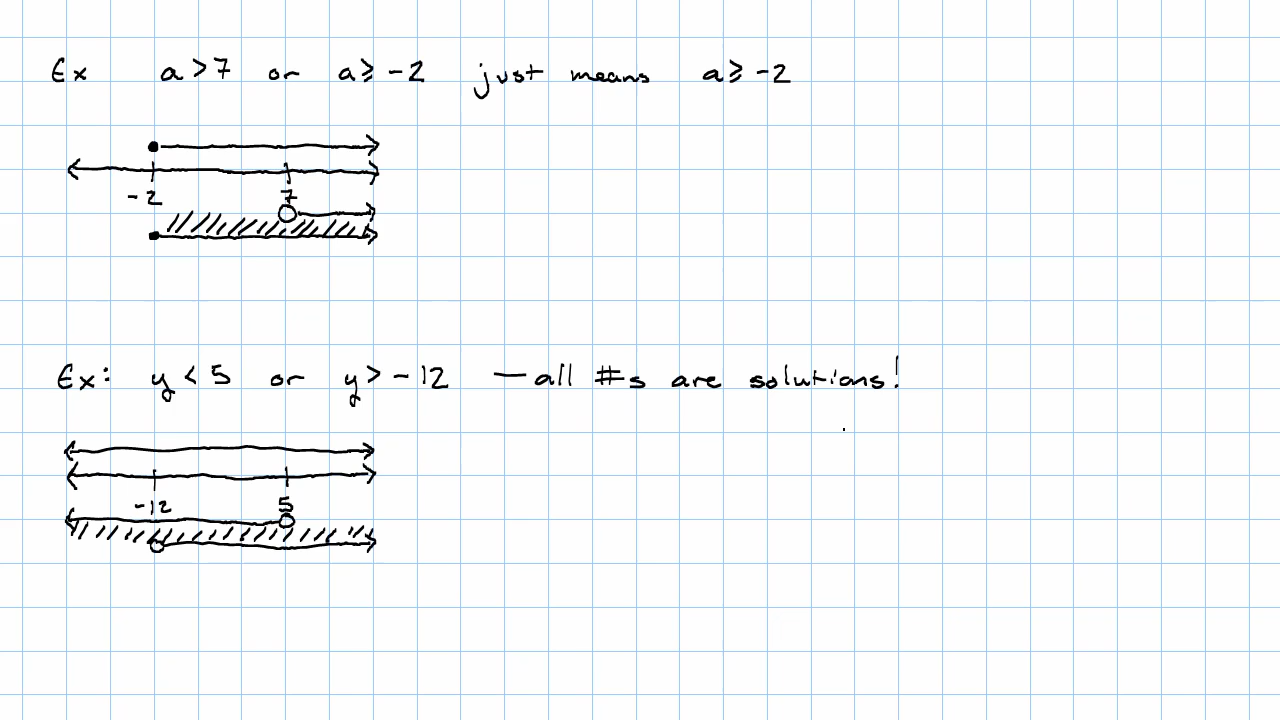 Ex a > 7 or a ⩾ -2 just means a ⩾ -2
-2 7
Ex: y < 5 or y > -12 — all #s are solutions!
-12 5